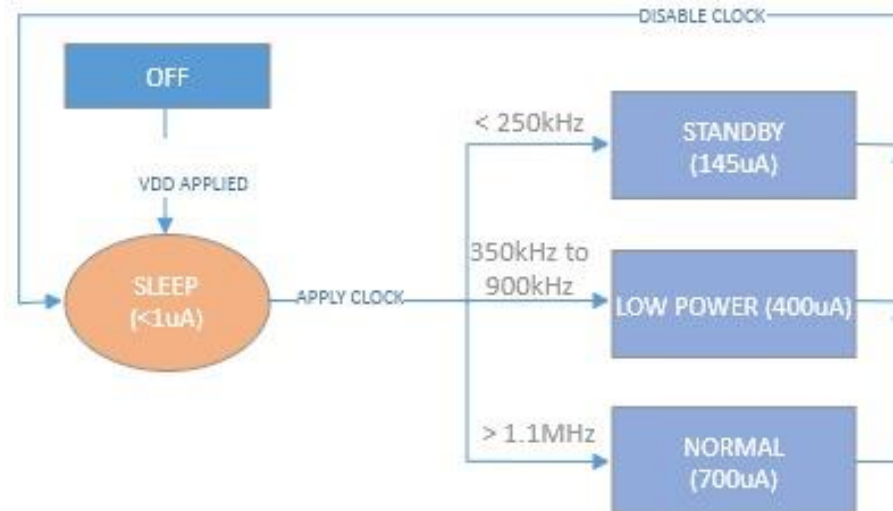 DISABLE CLOCK
OFF
< 250kHz
STANDBY
(145uA)
VDD APPLIED
350kHz to
900kHz
SLEEP
(<1uA)
APPLY CLOCK
LOW POWER (400uA)
> 1.1MHz
NORMAL
(700uA)